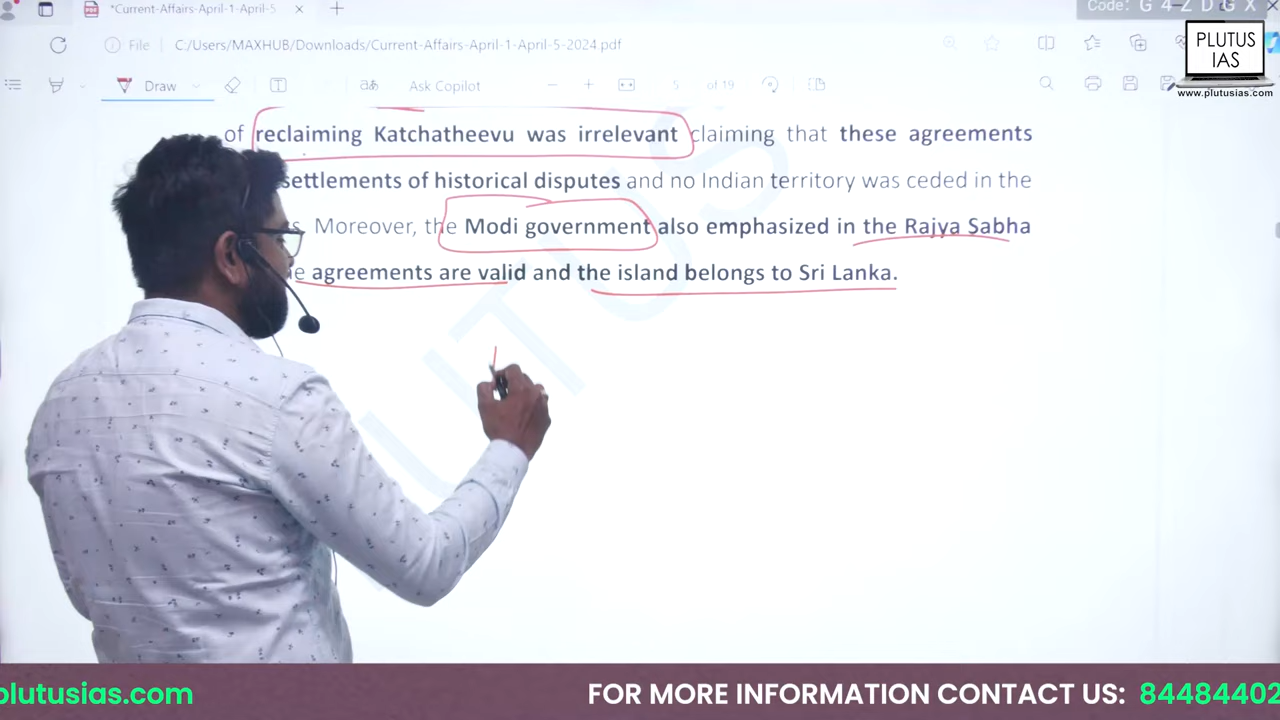 *Current-Affairs-April-1-April-5
Code: G 4 Z D G X
File C:/Users/MAXHUB/Downloads/Current-Affairs-April-1-April-5-2024.pdf
PLUTUS
IAS
www.plutusias.com
Draw
Ask Copilot
5 of 19
of reclaiming Katchatheevu was irrelevant claiming that these agreements
settlements of historical disputes and no Indian territory was ceded in the
Moreover, the Modi government also emphasized in the Rajya Sabha
agreements are valid and the island belongs to Sri Lanka.
plutusias.com
FOR MORE INFORMATION CONTACT US: 84484402